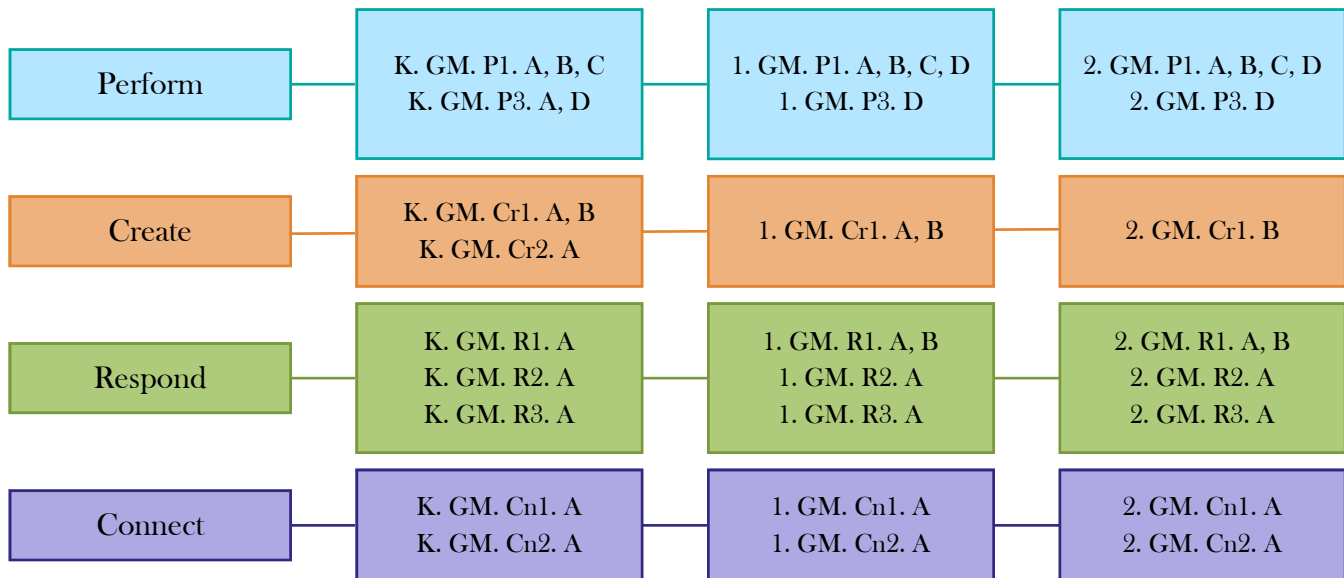 Perform
K. GM. P1. A, B, C
K. GM. P3. A, D
1. GM. P1. A, B, C, D
1. GM. P3. D
2. GM. P1. A, B, C, D
2. GM. P3. D
Create
K. GM. Cr1. A, B
K. GM. Cr2. A
1. GM. Cr1. A, B
2. GM. Cr1. B
Respond
K. GM. R1. A
K. GM. R2. A
K. GM. R3. A
1. GM. R1. A, B
1. GM. R2. A
1. GM. R3. A
2. GM. R1. A, B
2. GM. R2. A
2. GM. R3. A
Connect
K. GM. Cn1. A
K. GM. Cn2. A
1. GM. Cn1. A
1. GM. Cn2. A
2. GM. Cn1. A
2. GM. Cn2. A